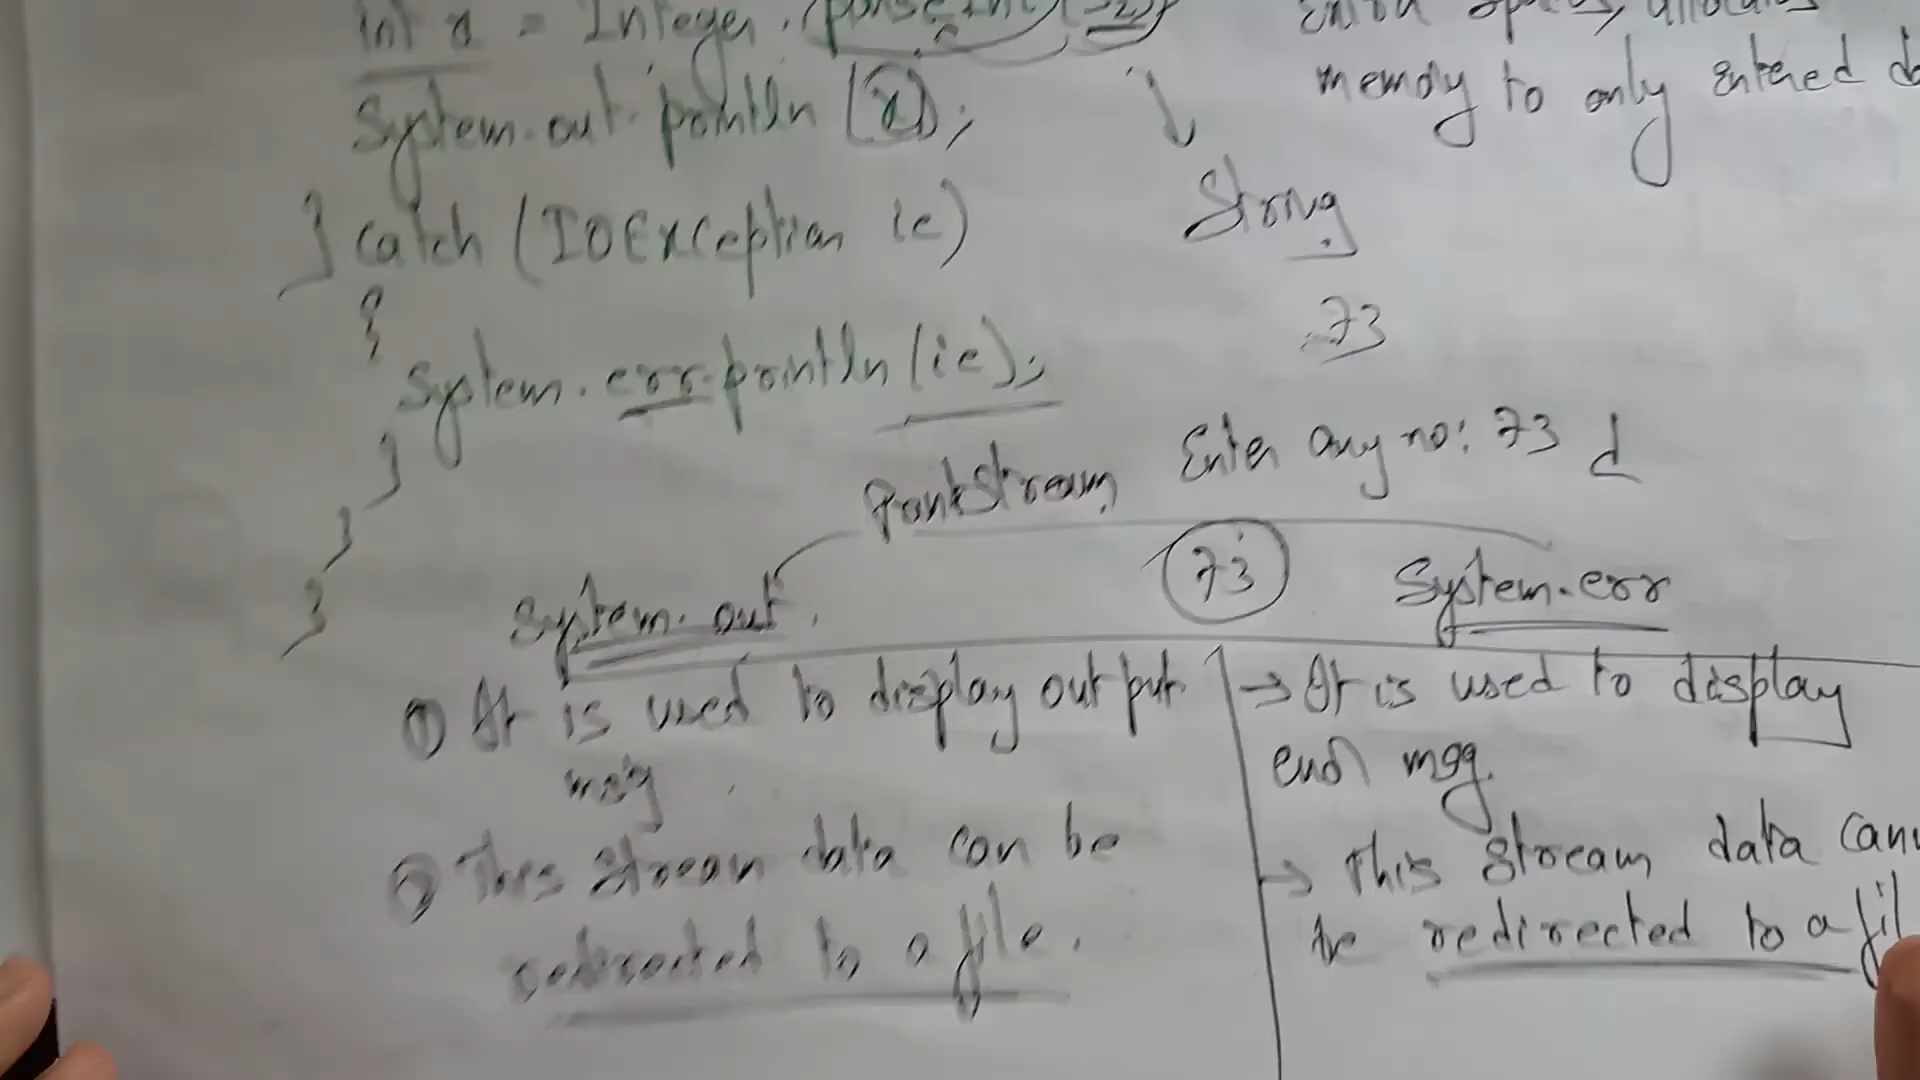 int x = Integer.parseInt(s2);
System.out.println(x);
memory to only entered
} catch (IOException ie)
String
{
73
System.err.println(ie);
}
Enter any no: 73
PrintStream
}
73
}
System.out
System.err
① It is used to display output
msg
② This stream data can be
redirected to a file.
→ It is used to display
msg.
→ This stream data
be redirected to a